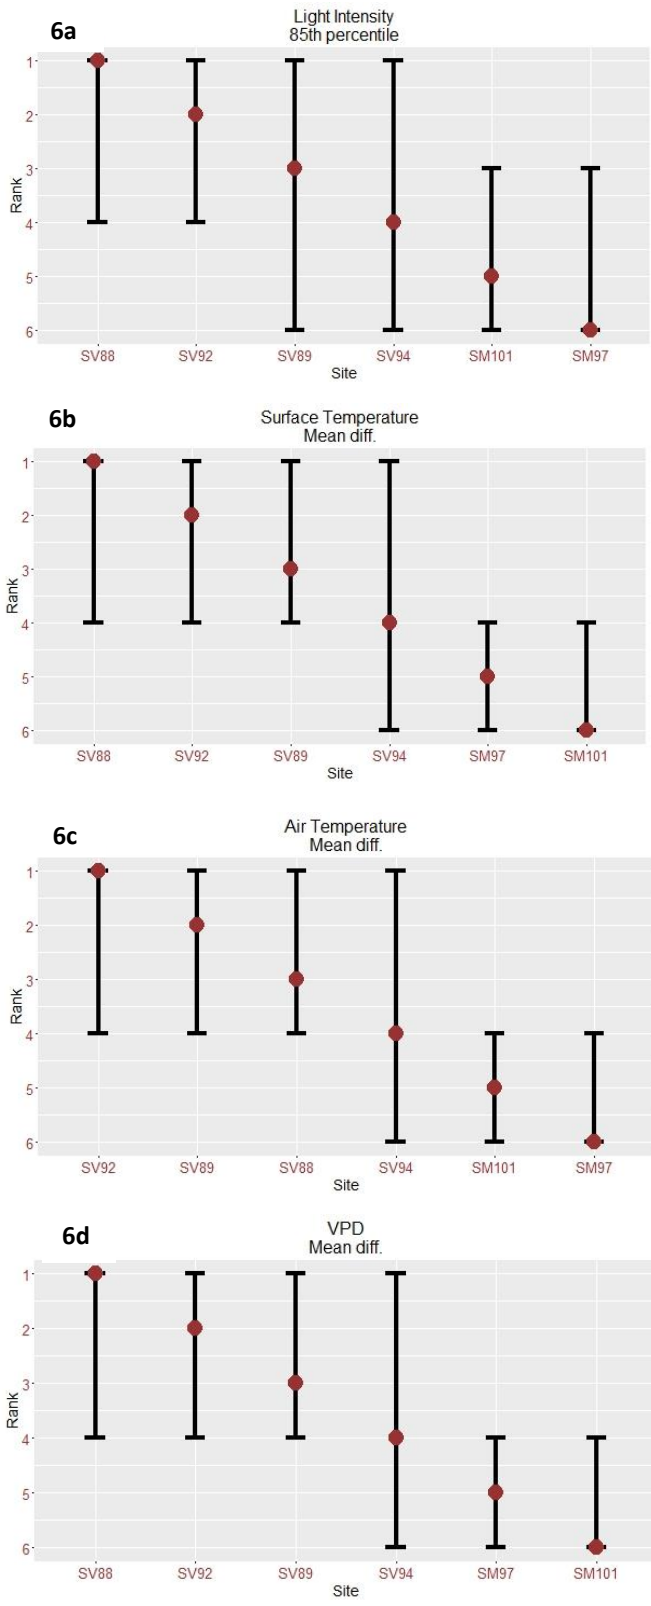 6a
Light Intensity
85th percentile
Rank
1
2
3
4
5
6
SV88 SV92 SV89 SV94 SM101 SM97
Site
6b
Surface Temperature
Mean diff.
Rank
1
2
3
4
5
6
SV88 SV92 SV89 SV94 SM97 SM101
Site
6c
Air Temperature
Mean diff.
Rank
1
2
3
4
5
6
SV92 SV89 SV88 SV94 SM101 SM97
Site
6d
VPD
Mean diff.
Rank
1
2
3
4
5
6
SV88 SV92 SV89 SV94 SM97 SM101
Site